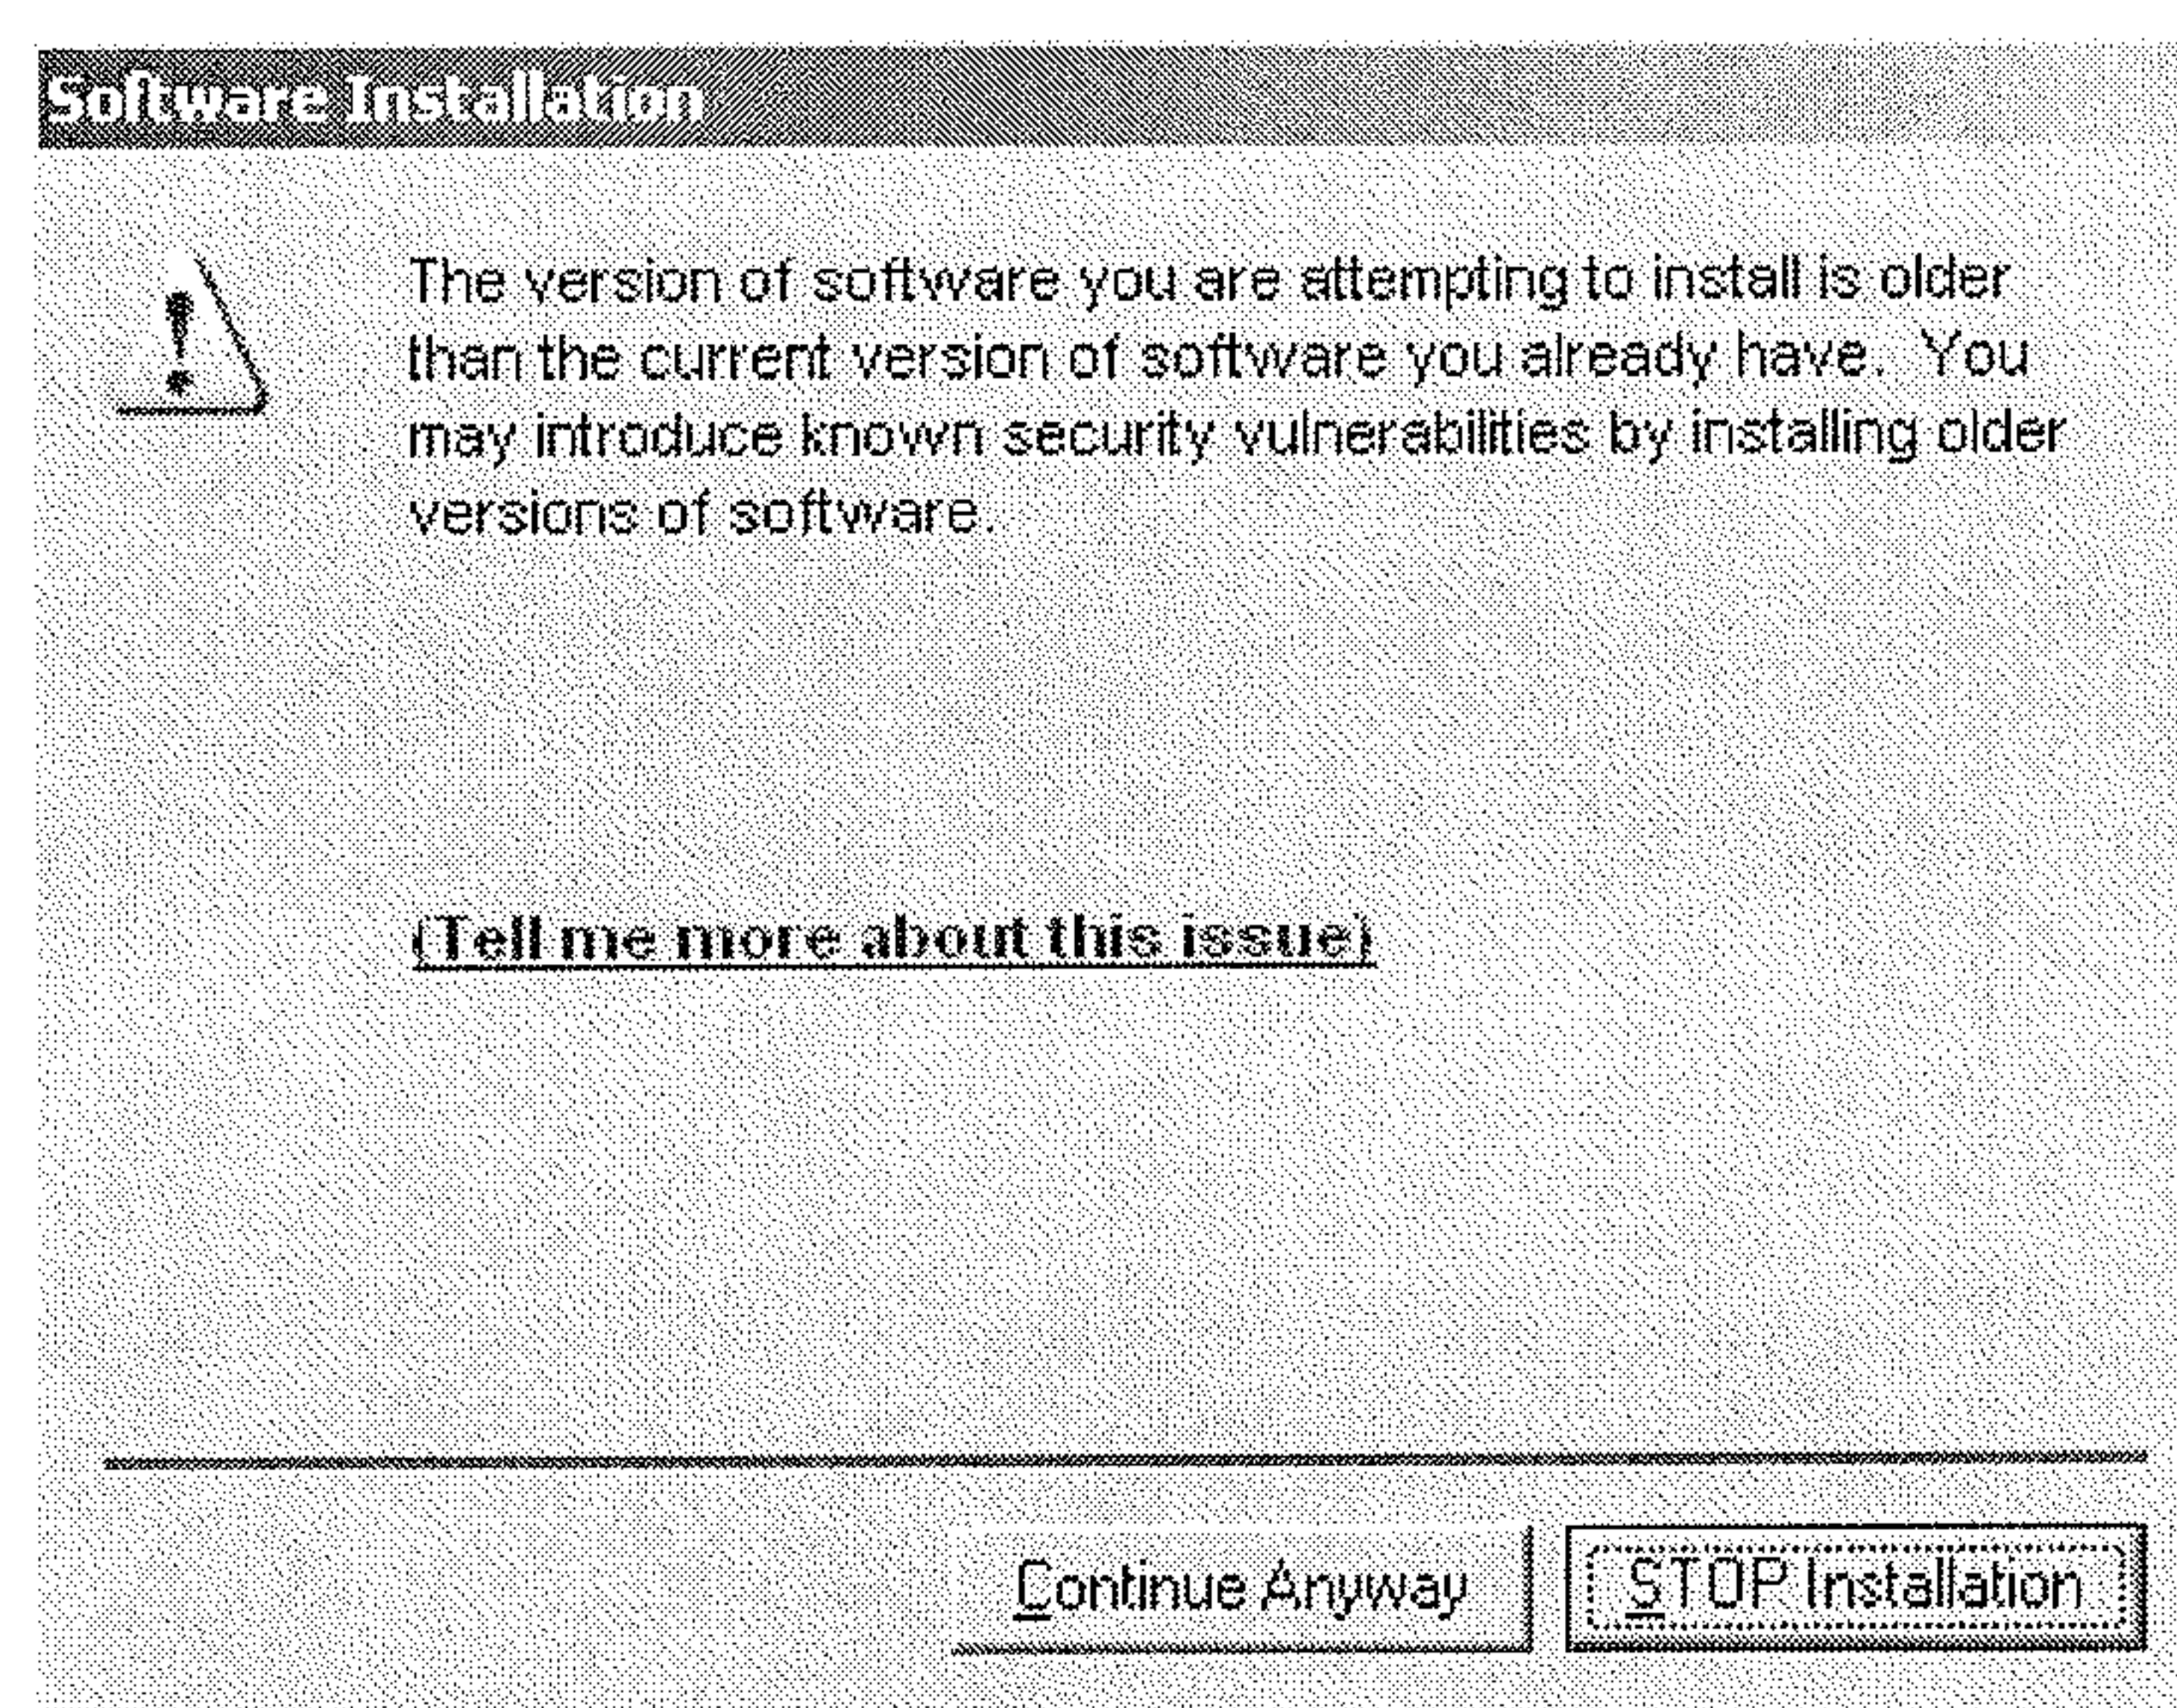 Software Installation
The version of software you are attempting to install is older
than the current version of software you already have. You
may introduce known security vulnerabilities by installing older
versions of software.
(Tell me more about this issue)
Continue Anyway
STOP Installation